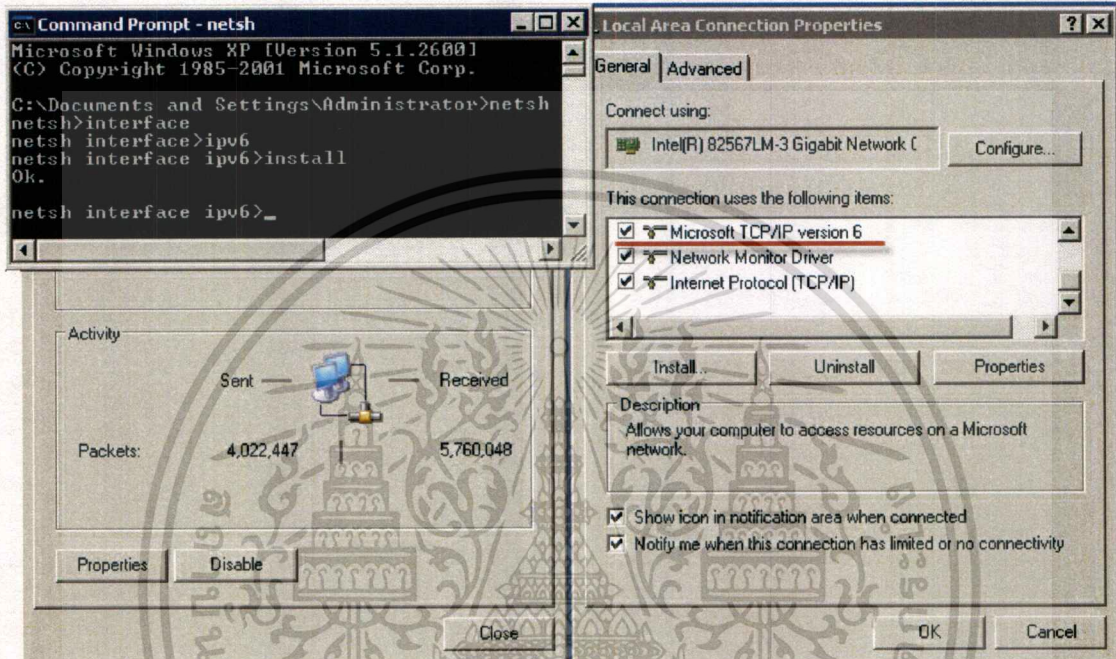 Command Prompt - netsh
Microsoft Windows XP [Version 5.1.2600]
(C) Copyright 1985-2001 Microsoft Corp.
C:\Documents and Settings\Administrator>netsh
netsh>interface
netsh interface>ipv6
netsh interface ipv6>install
Ok.
netsh interface ipv6>_
Activity
Sent
Received
Packets:
4,022,447
5,760,048
Properties
Disable
Close
Local Area Connection Properties
General
Advanced
Connect using:
Intel(R) 82567LM-3 Gigabit Network C
Configure...
This connection uses the following items:
Microsoft TCP/IP version 6
Network Monitor Driver
Internet Protocol (TCP/IP)
Install...
Uninstall
Properties
Description
Allows your computer to access resources on a Microsoft
network.
Show icon in notification area when connected
Notify me when this connection has limited or no connectivity
OK
Cancel